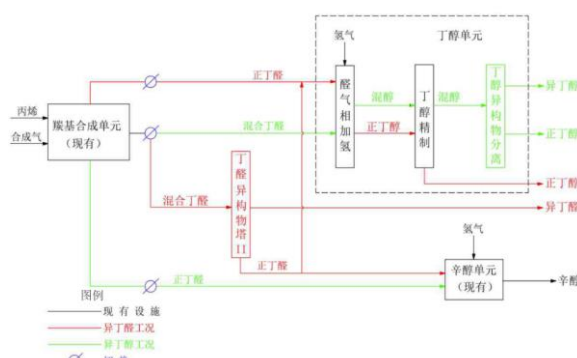 氢气
丁醇单元
正丁醛
丙烯
合成气
羰基合成单元
(现有)
混合丁醛
醛气相加氢
混醇
正丁醇
丁醇精制
混醇
丁醇异构物分离
异丁醇
正丁醇
正丁醇
混合丁醛
丁醛异构物塔II
异丁醛
正丁醛
氢气
辛醇单元
(现有)
辛醇
正丁醛
图例
现有设施
异丁醛工况
异丁醇工况